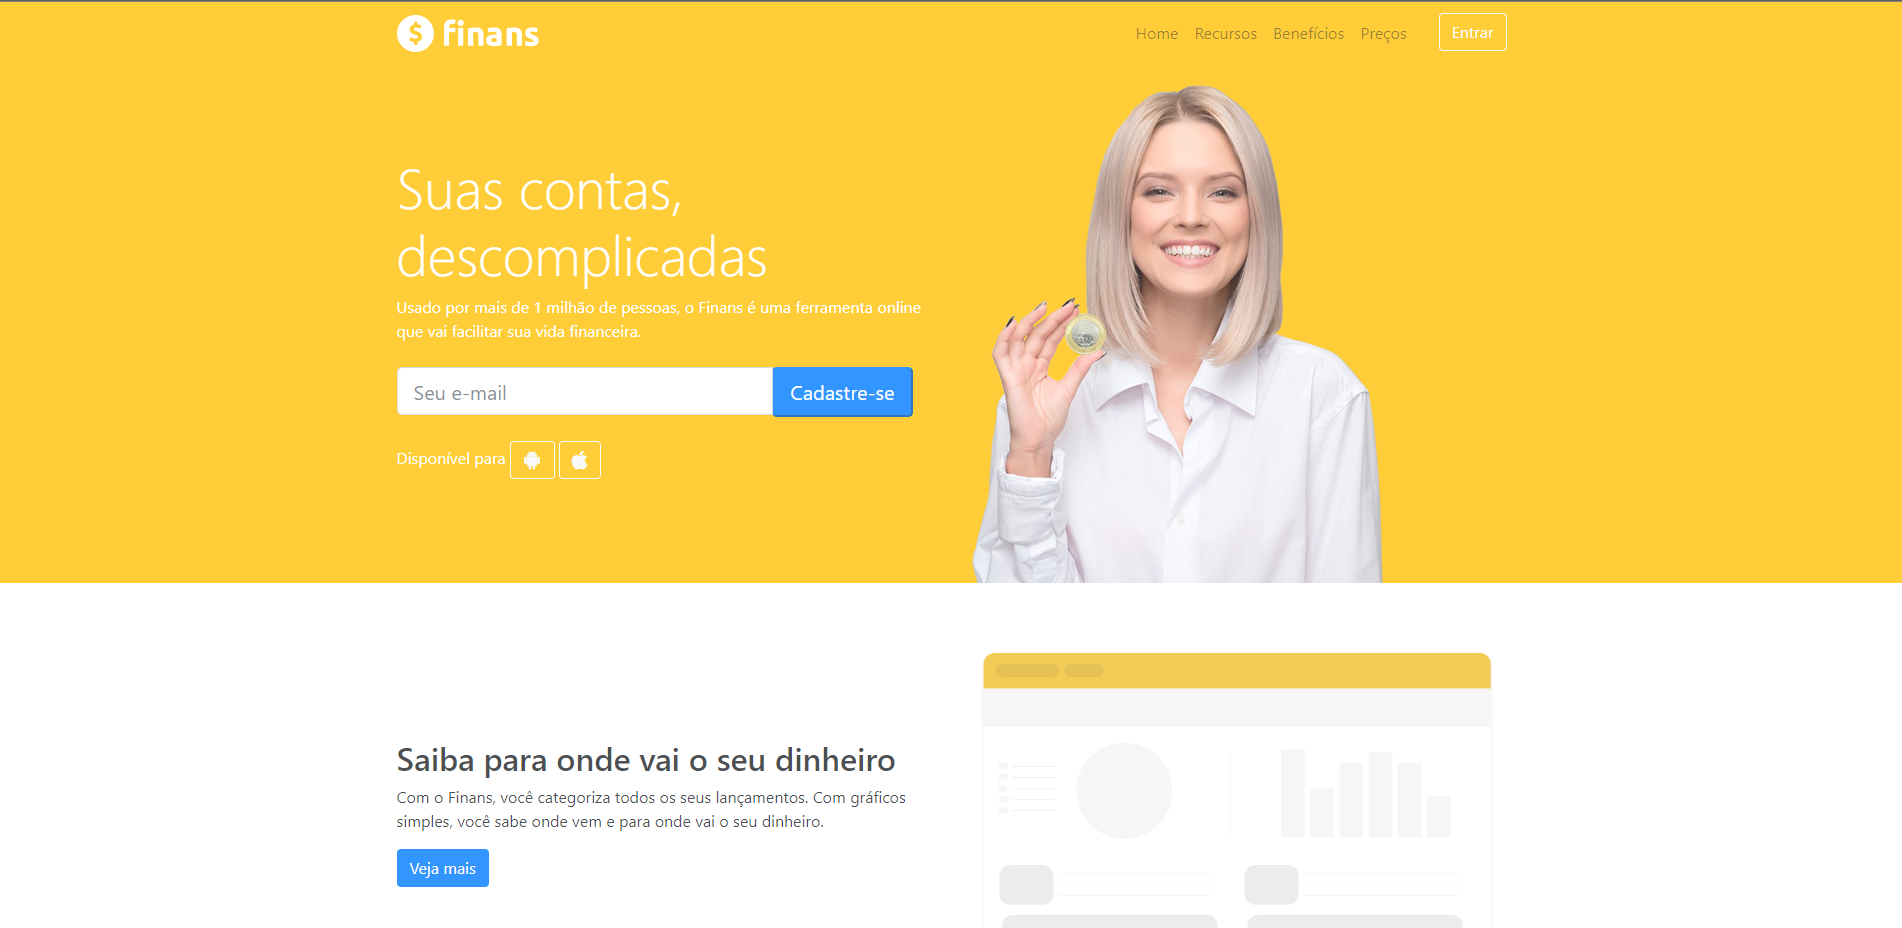 finans
Home Recursos Benefícios Preços Entrar
Suas contas,
descomplicadas
Usado por mais de 1 milhão de pessoas, o Finans é uma ferramenta online
que vai facilitar sua vida financeira.
Seu e-mail Cadastre-se
Disponível para
Saiba para onde vai o seu dinheiro
Com o Finans, você categoriza todos os seus lançamentos. Com gráficos
simples, você sabe onde vem e para onde vai o seu dinheiro.
Veja mais